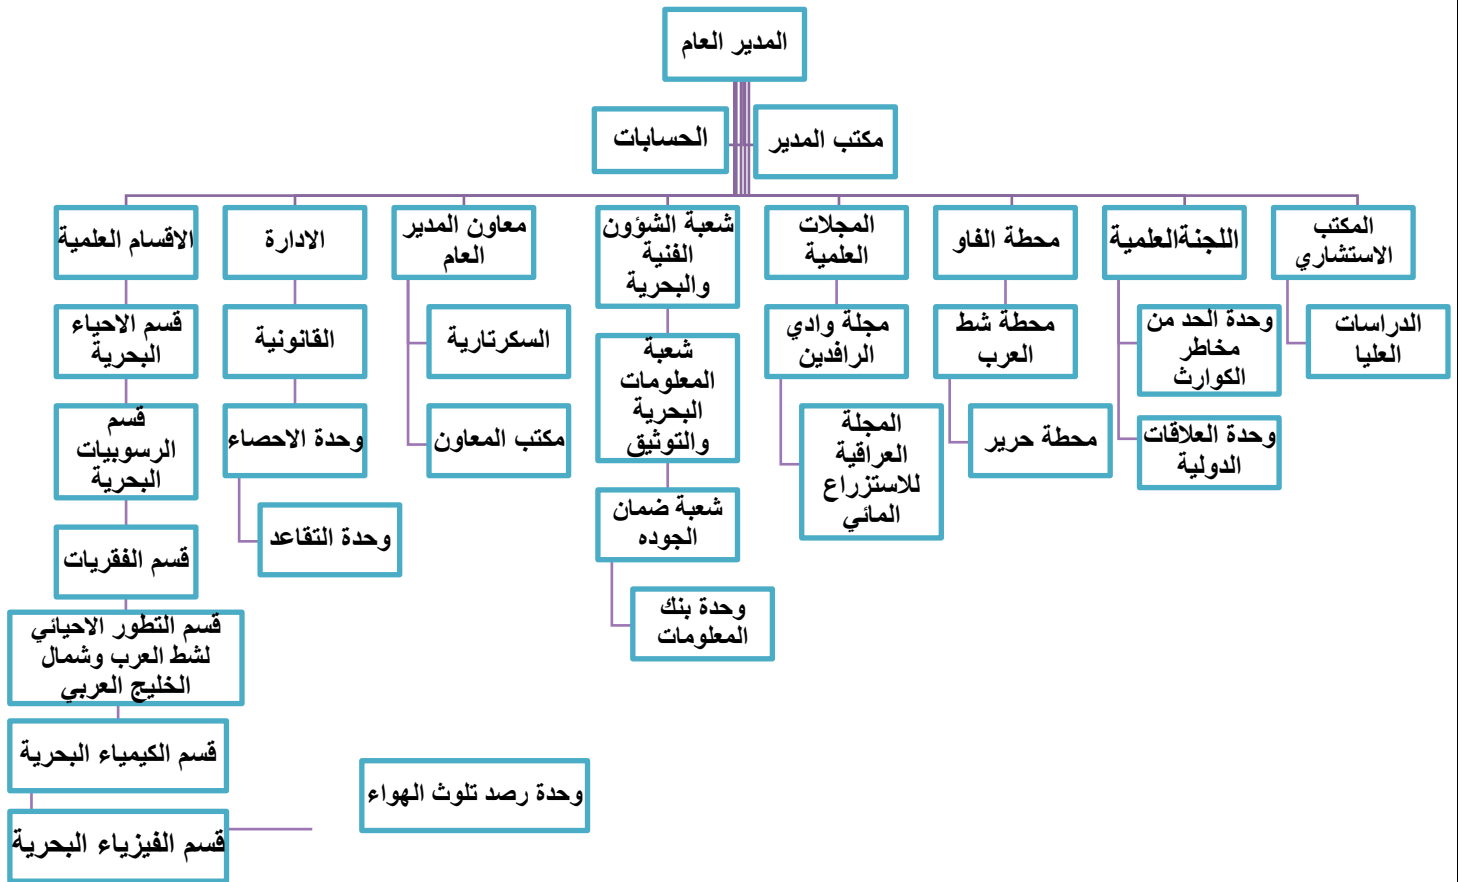 المدير العام
مكتب المدير
الحسابات
المكتب
الاستشاري
الدراسات
العليا
اللجنةالعلمية
وحدة الحد من
مخاطر
الكوارث
وحدة العلاقات
الدولية
محطة الفاو
محطة شط
العرب
محطة حرير
المجلات
العلمية
مجلة وادي
الرافدين
المجلة
العراقية
للاستزراع
المائي
شعبة الشؤون
الفنية
والبحرية
شعبة
المعلومات
البحرية
والتوثيق
شعبة ضمان
الجوده
وحدة بنك
المعلومات
معاون المدير
العام
السكرتارية
مكتب المعاون
الادارة
القانونية
وحدة الاحصاء
وحدة التقاعد
الاقسام العلمية
قسم الاحياء
البحرية
قسم
الرسوبيات
البحرية
قسم الفقريات
قسم التطور الاحيائي
لشط العرب وشمال
الخليج العربي
قسم الكيمياء البحرية
قسم الفيزياء البحرية
وحدة رصد تلوث الهواء